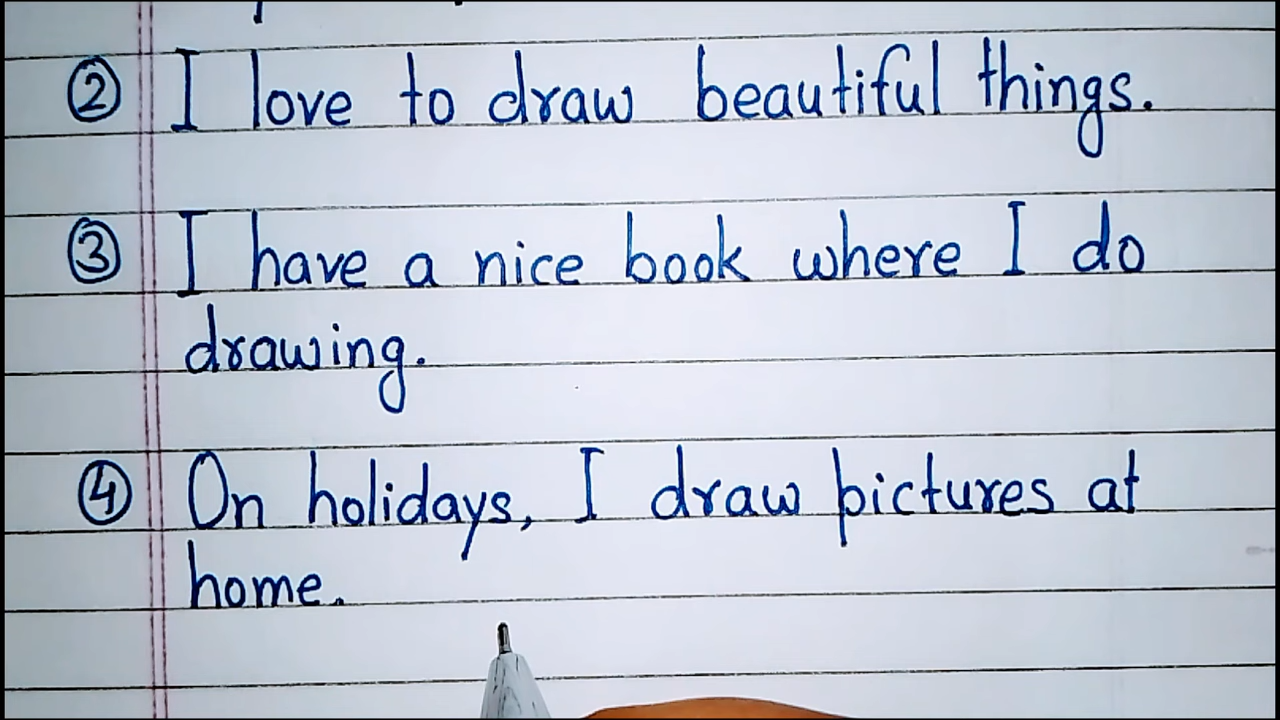 ② I love to draw beautiful things.
③ I have a nice book where I do
drawing.
④ On holidays, I draw pictures at
home.